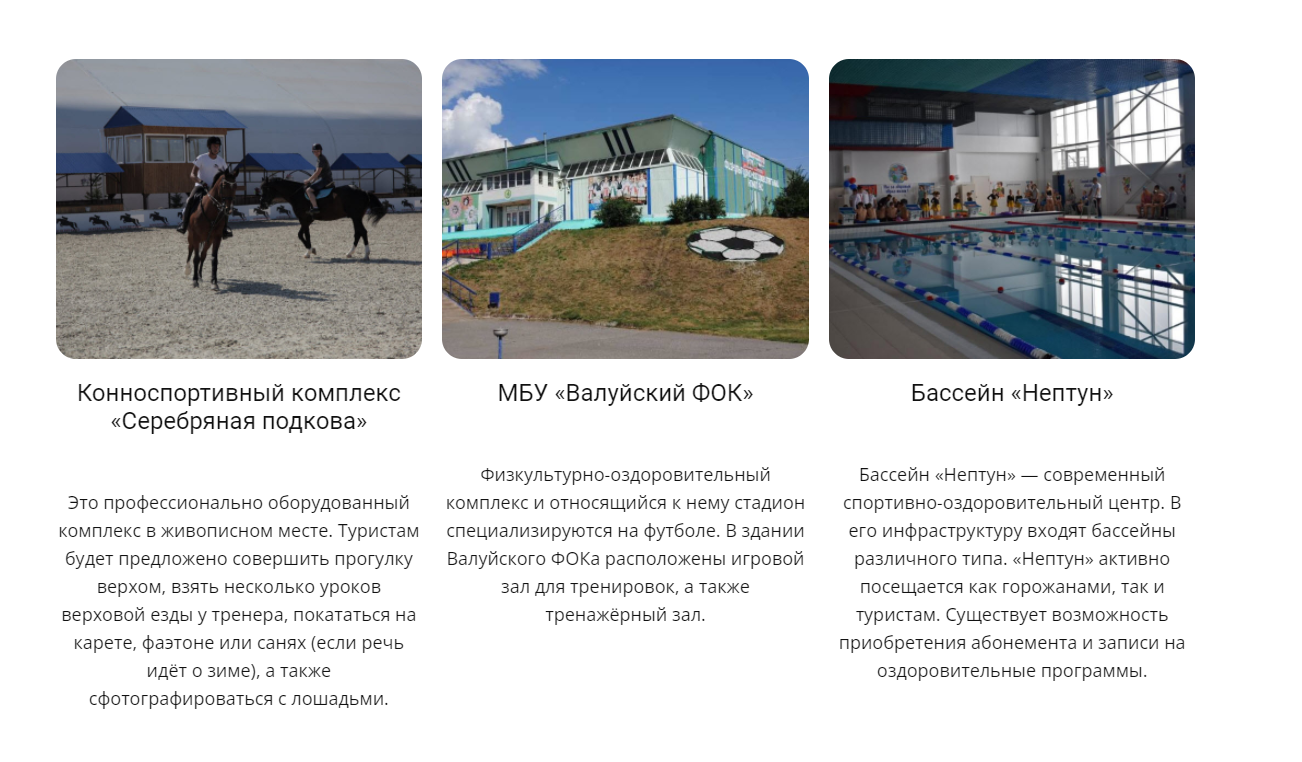 Конноспортивный комплекс
«Серебряная подкова»
Это профессионально оборудованный
комплекс в живописном месте. Туристам
будет предложено совершить прогулку
верхом, взять несколько уроков
верховой езды у тренера, покататься на
карете, фаэтоне или санях (если речь
идёт о зиме), а также
сфотографироваться с лошадьми.
МБУ «Валуйский ФОК»
Физкультурно-оздоровительный
комплекс и относящийся к нему стадион
специализируются на футболе. В здании
Валуйского ФОКа расположены игровой
зал для тренировок, а также
тренажёрный зал.
Бассейн «Нептун»
Бассейн «Нептун» — современный
спортивно-оздоровительный центр. В
его инфраструктуру входят бассейны
различного типа. «Нептун» активно
посещается как горожанами, так и
туристам. Существует возможность
приобретения абонемента и записи на
оздоровительные программы.